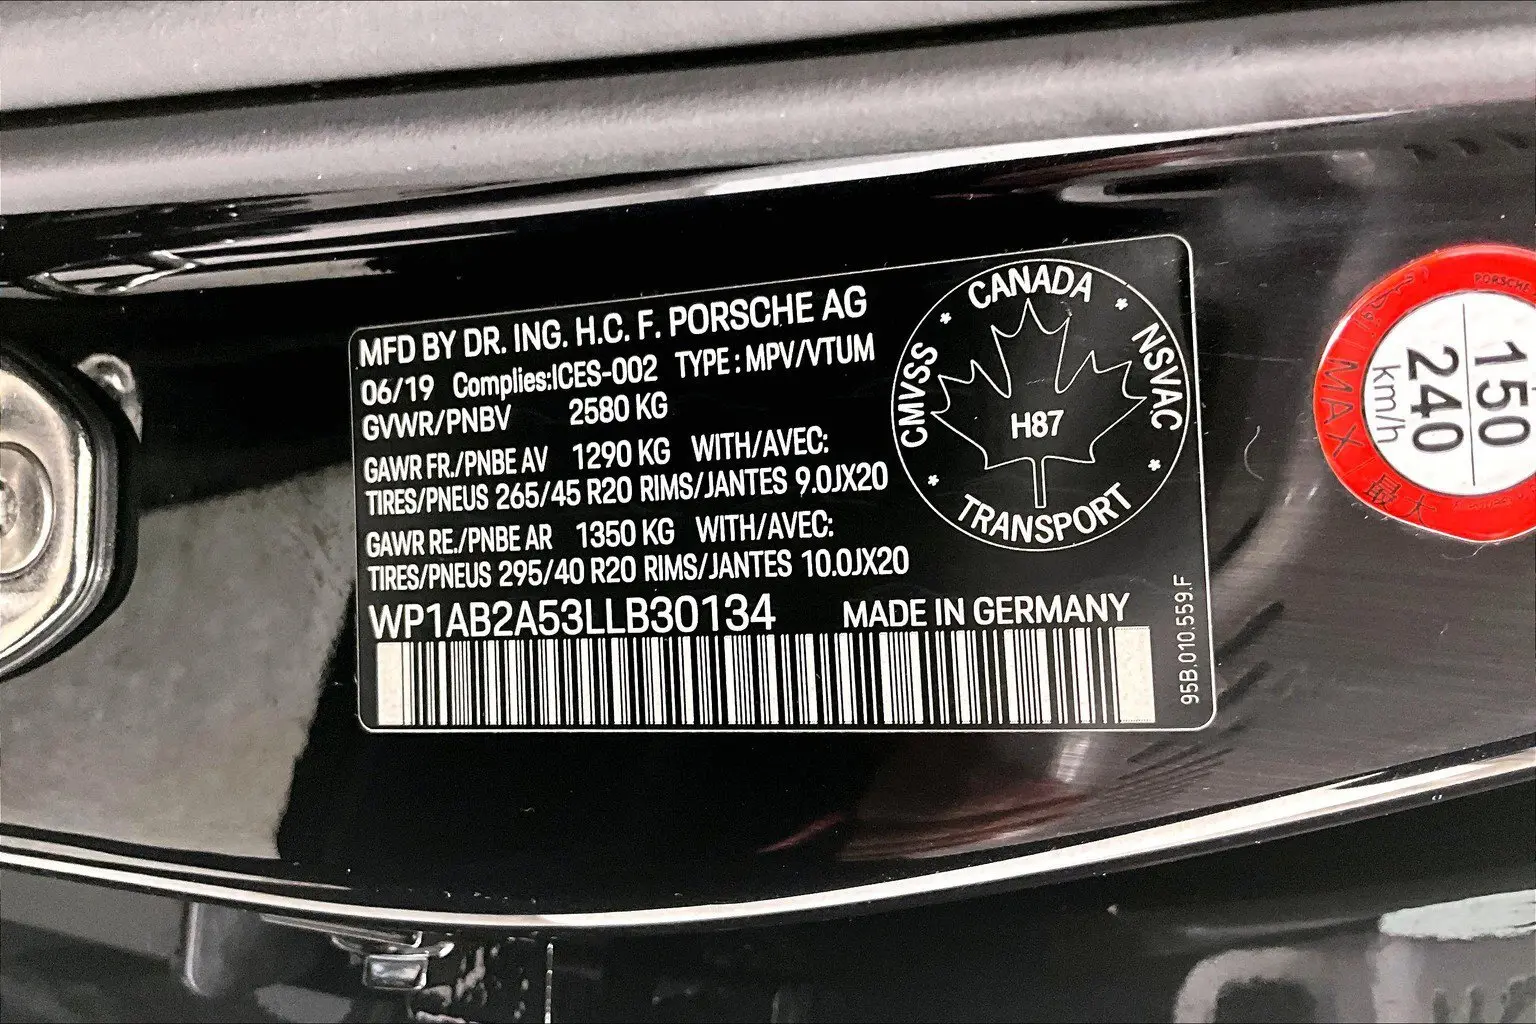 MFD BY DR. ING. H.C. F. PORSCHE AG
06/19 Complies:ICES-002 TYPE : MPV/VTUM
GVWR/PNBV 2580 KG
GAWR FR./PNBE AV 1290 KG WITH/AVEC:
TIRES/PNEUS 265/45 R20 RIMS/JANTES 9.0JX20
GAWR RE./PNBE AR 1350 KG WITH/AVEC:
TIRES/PNEUS 295/40 R20 RIMS/JANTES 10.0JX20
WP1AB2A53LLB30134 MADE IN GERMANY
95B.010.559.F
CANADA
CMVSS
NSVAC
H87
TRANSPORT
PORSCHE
150
240
km/h
MAX
最大